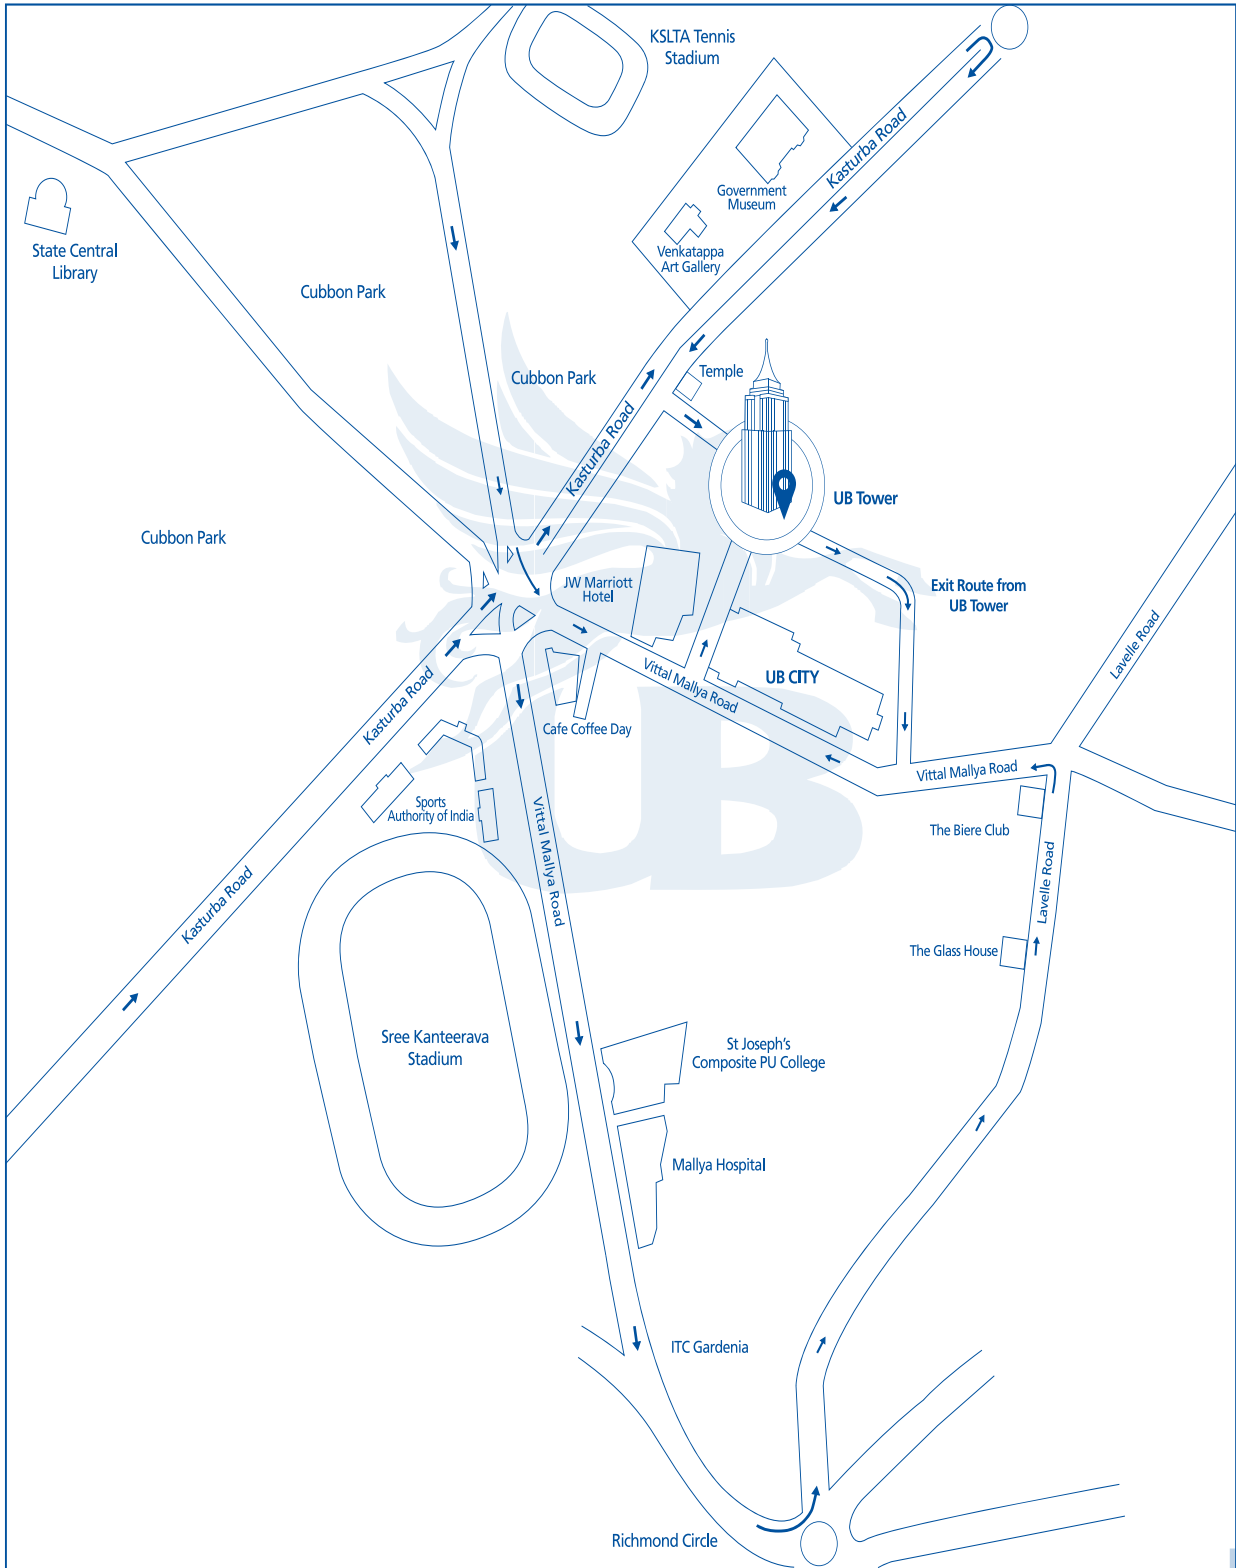 KSLTA Tennis
Stadium
Kasturba Road
Government
Museum
State Central
Library
Venkatappa
Art Gallery
Cubbon Park
Cubbon Park
Temple
Kasturba Road
UB Tower
Cubbon Park
JW Marriott
Hotel
Exit Route from
UB Tower
Lavelle Road
Vittal Mallya Road
UB CITY
Kasturba Road
Cafe Coffee Day
Vittal Mallya Road
Sports
Authority of India
The Biere Club
Vittal Mallya Road
UB
Lavelle Road
Kasturba Road
The Glass House
Sree Kanteerava
Stadium
St Joseph's
Composite PU College
Mallya Hospital
ITC Gardenia
Richmond Circle